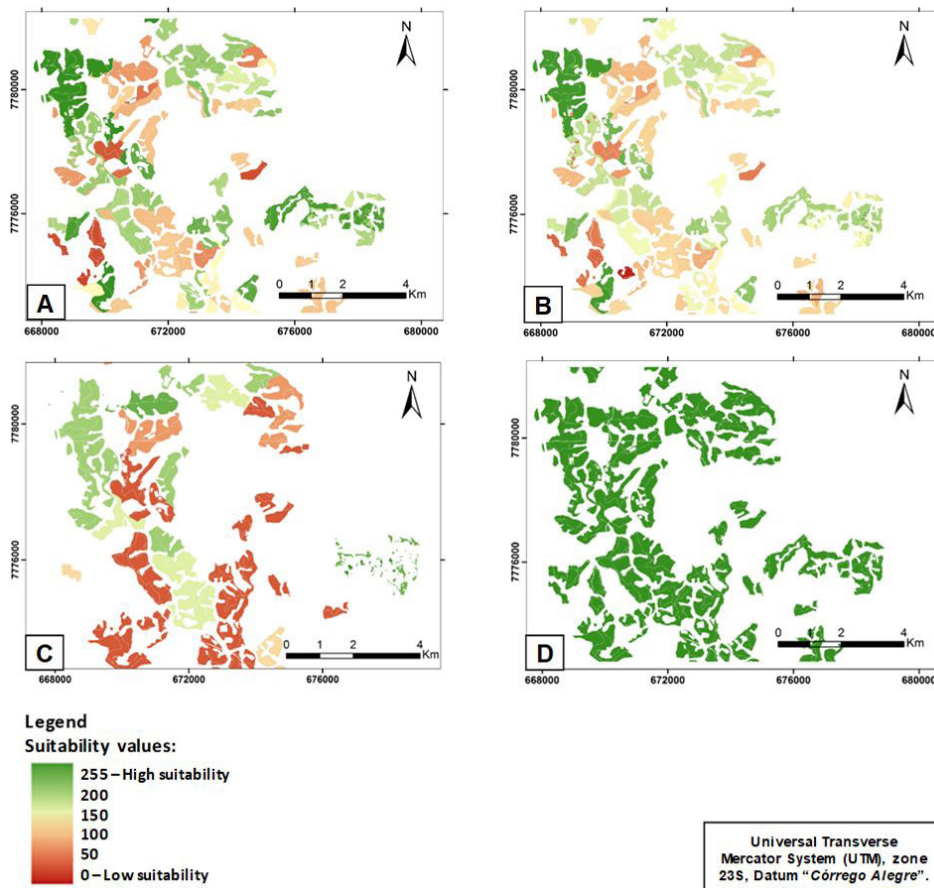 N
N
7780000
7776000
0 1 2 4
Km
A
668000 672000 676000 680000
7780000
7776000
0 1 2 4
Km
B
668000 672000 676000 680000
N
N
7780000
7776000
0 1 2 4
Km
C
668000 672000 676000
7780000
7776000
0 1 2 4
Km
D
668000 672000 676000 680000
Legend
Suitability values:
255 – High suitability
200
150
100
50
0 – Low suitability
Universal Transverse
Mercator System (UTM), zone
23S, Datum “Córrego Alegre”.